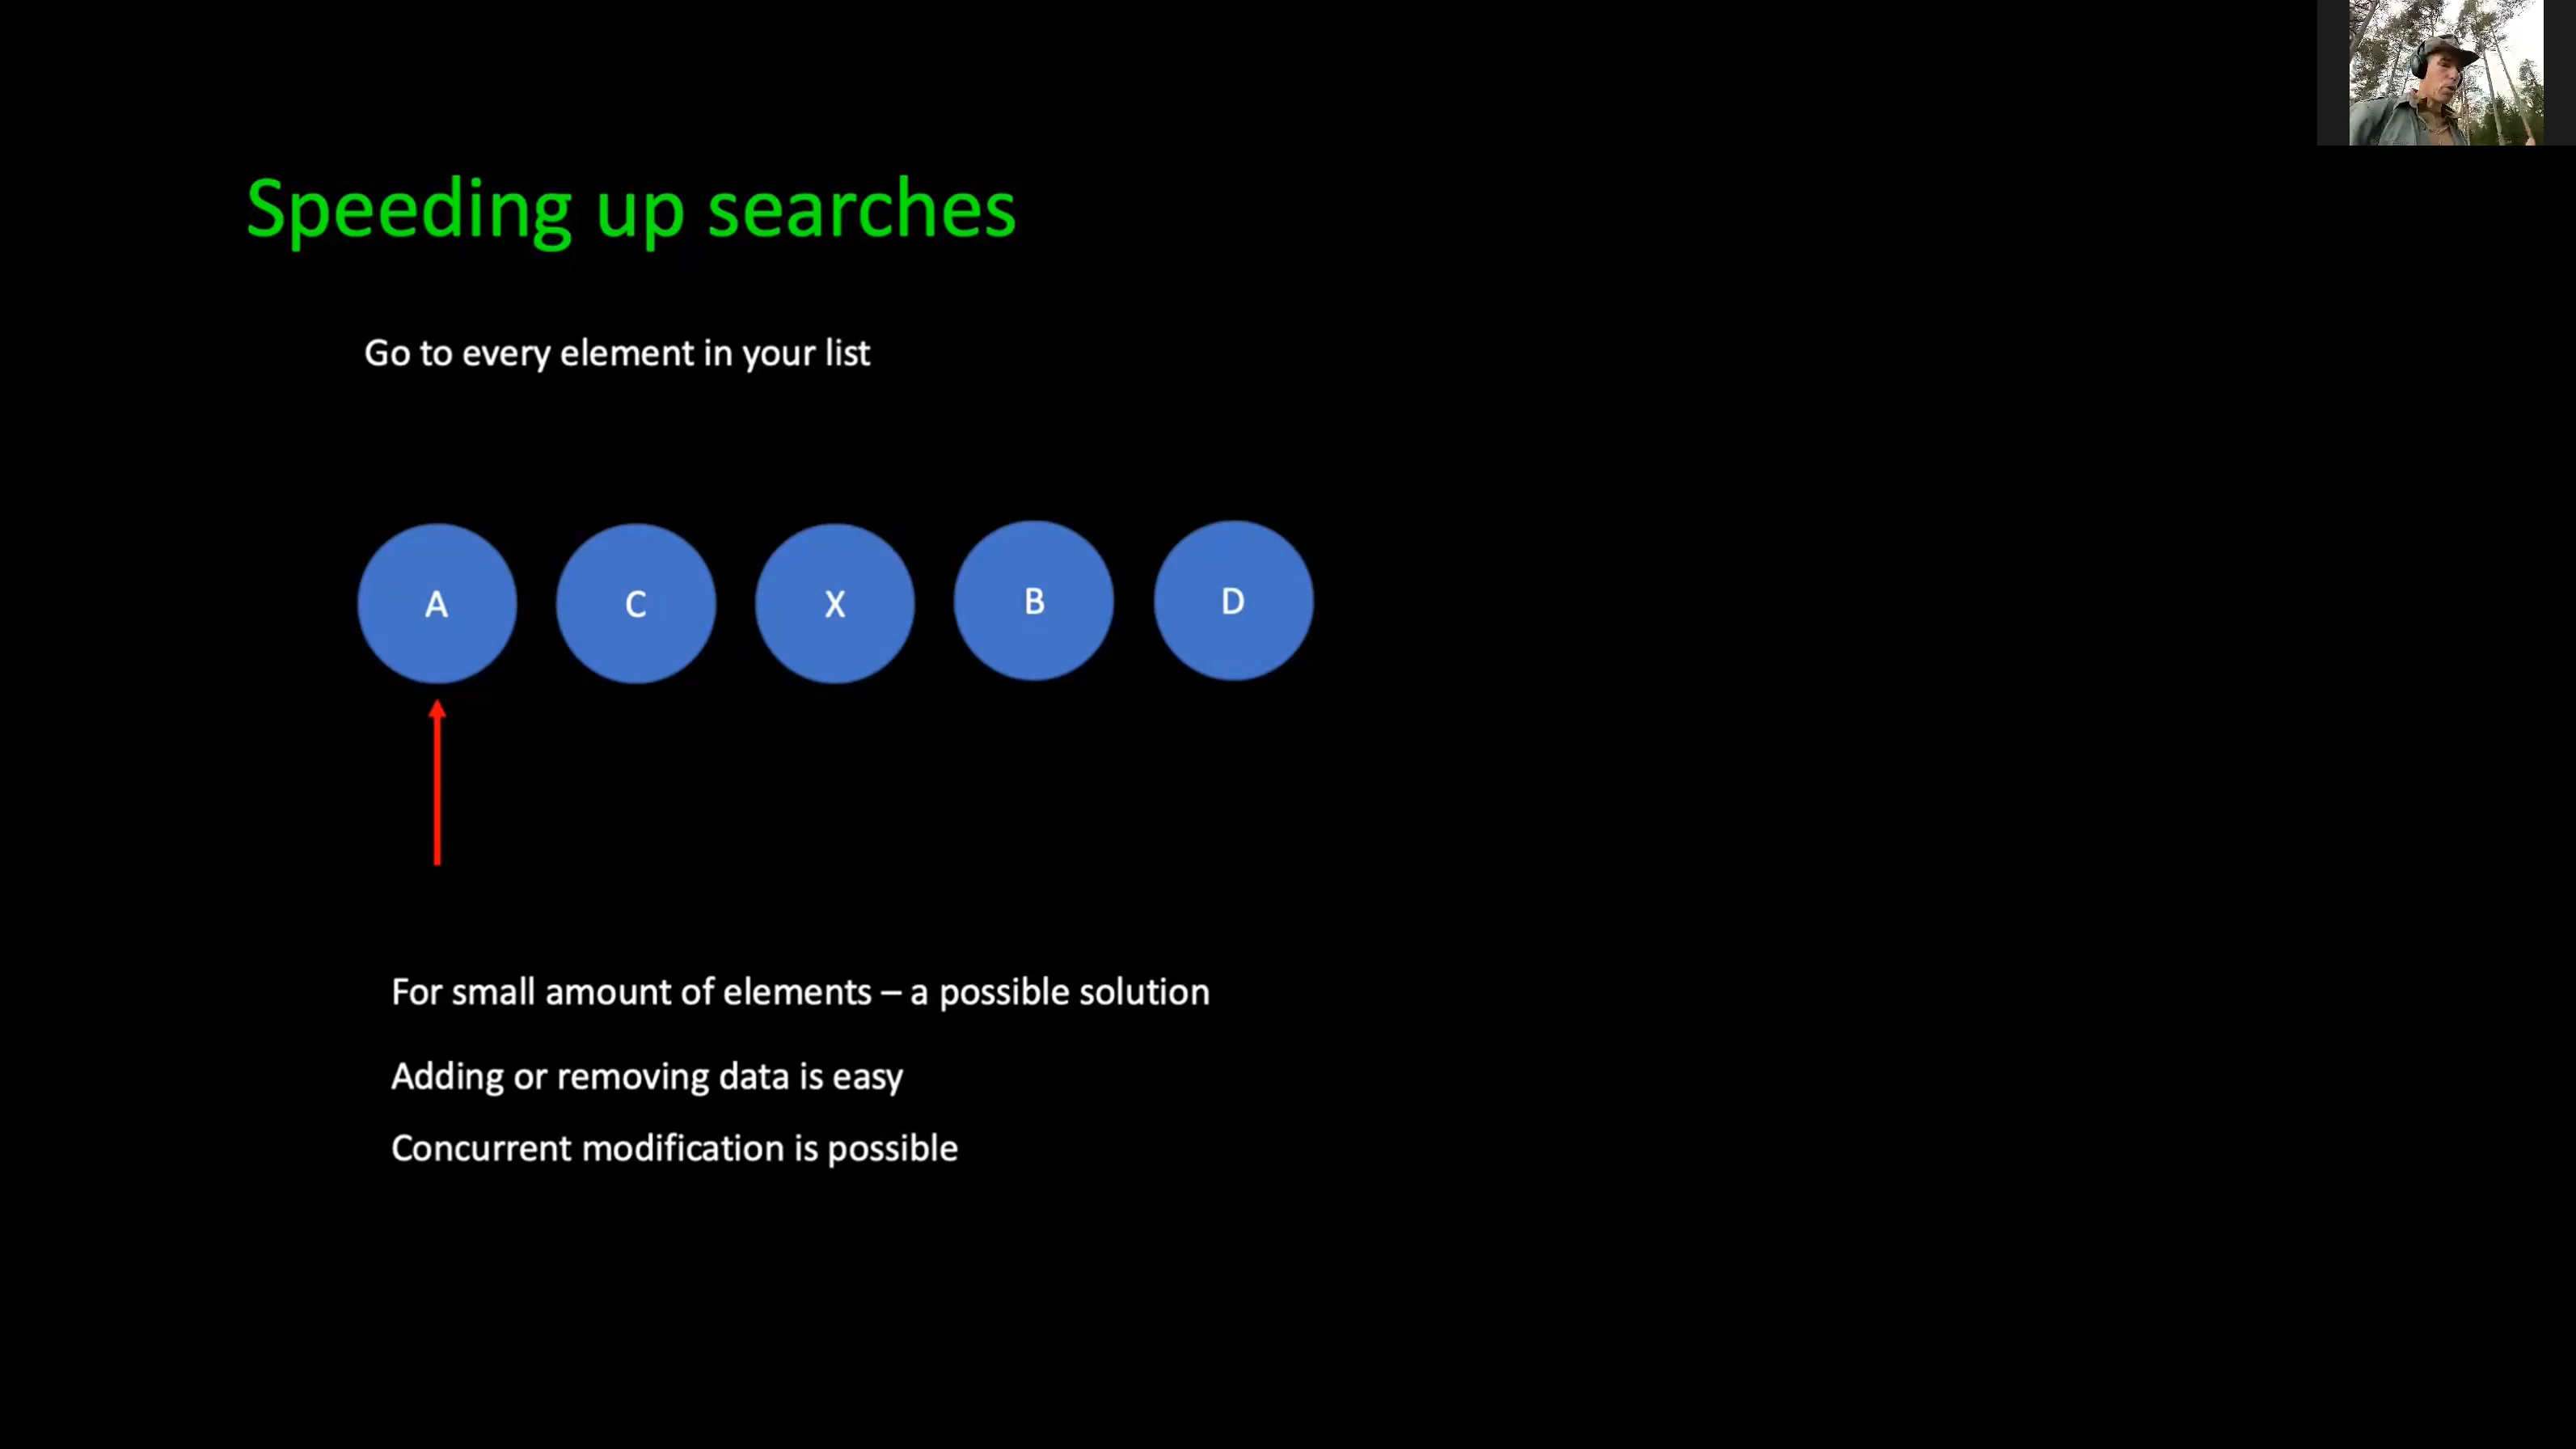 Speeding up searches
Go to every element in your list
A C X B D
For small amount of elements – a possible solution
Adding or removing data is easy
Concurrent modification is possible